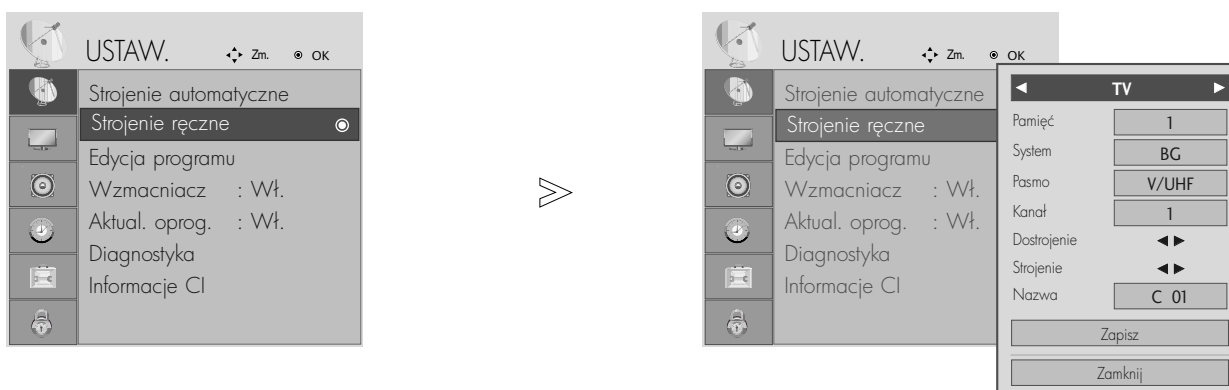 USTAW. Zm. OK
Strojenie automatyczne
Strojenie ręczne
Edycja programu
Wzmacniacz : Wł.
Aktual. oprog. : Wł.
Diagnostyka
Informacje CI
USTAW. Zm. OK
Strojenie automatyczne
Strojenie ręczne
Edycja programu
Wzmacniacz : Wł.
Aktual. oprog. : Wł.
Diagnostyka
Informacje CI
TV
Pamięć 1
System BG
Pasmo V/UHF
Kanał 1
Dostrojenie
Strojenie
Nazwa C 01
Zapisz
Zamknij